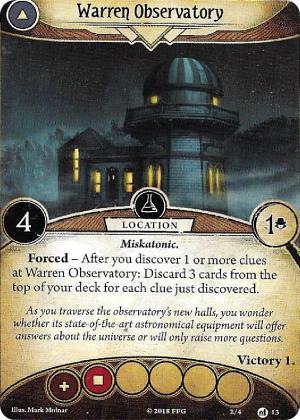 Warren Observatory
4
LOCATION
1
Miskatonic.
Forced – After you discover 1 or more clues
at Warren Observatory: Discard 3 cards from the
top of your deck for each clue just discovered.
As you traverse the observatory's new halls, you wonder
whether its state-of-the-art astronomical equipment will offer
answers about the universe or will only raise more questions.
Victory 1.
Illus. Mark Molnar
© 2018 FFG
2/4
13